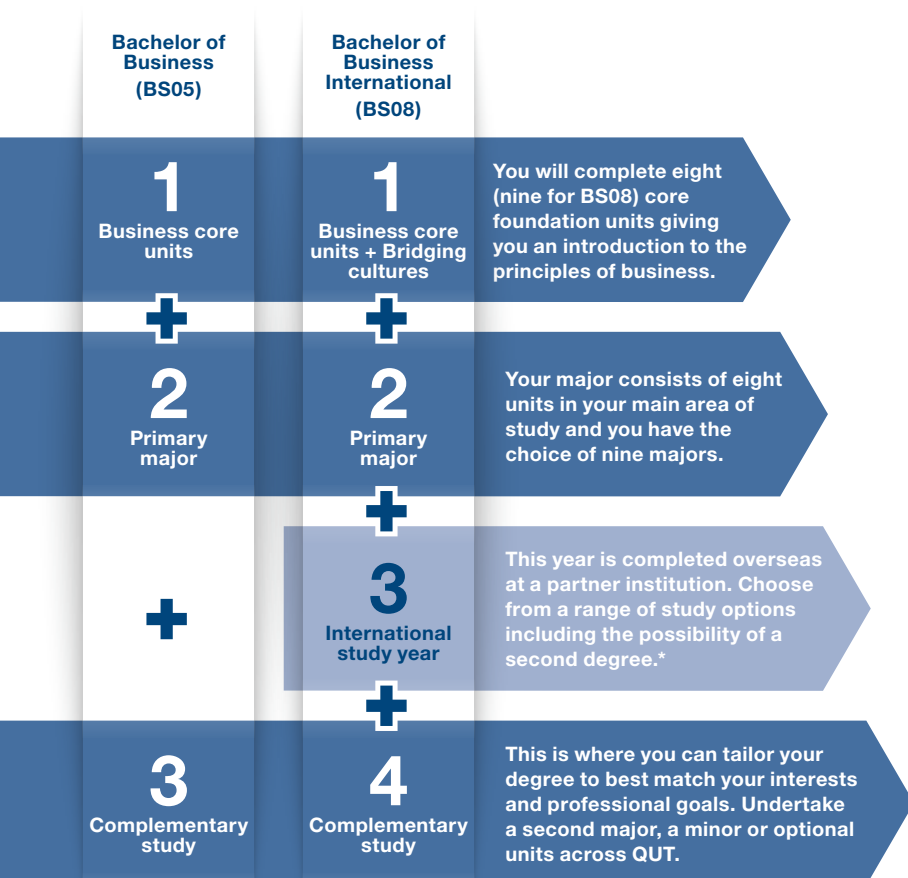 Bachelor of
Business
(BS05)
Bachelor of
Business
International
(BS08)
1
Business core
units
1
Business core
units + Bridging
cultures
You will complete eight
(nine for BS08) core
foundation units giving
you an introduction to the
principles of business.
+
+
2
Primary
major
2
Primary
major
Your major consists of eight
units in your main area of
study and you have the
choice of nine majors.
+
+
3
International
study year
This year is completed overseas
at a partner institution. Choose
from a range of study options
including the possibility of a
second degree.*
+
3
Complementary
study
4
Complementary
study
This is where you can tailor your
degree to best match your interests
and professional goals. Undertake
a second major, a minor or optional
units across QUT.